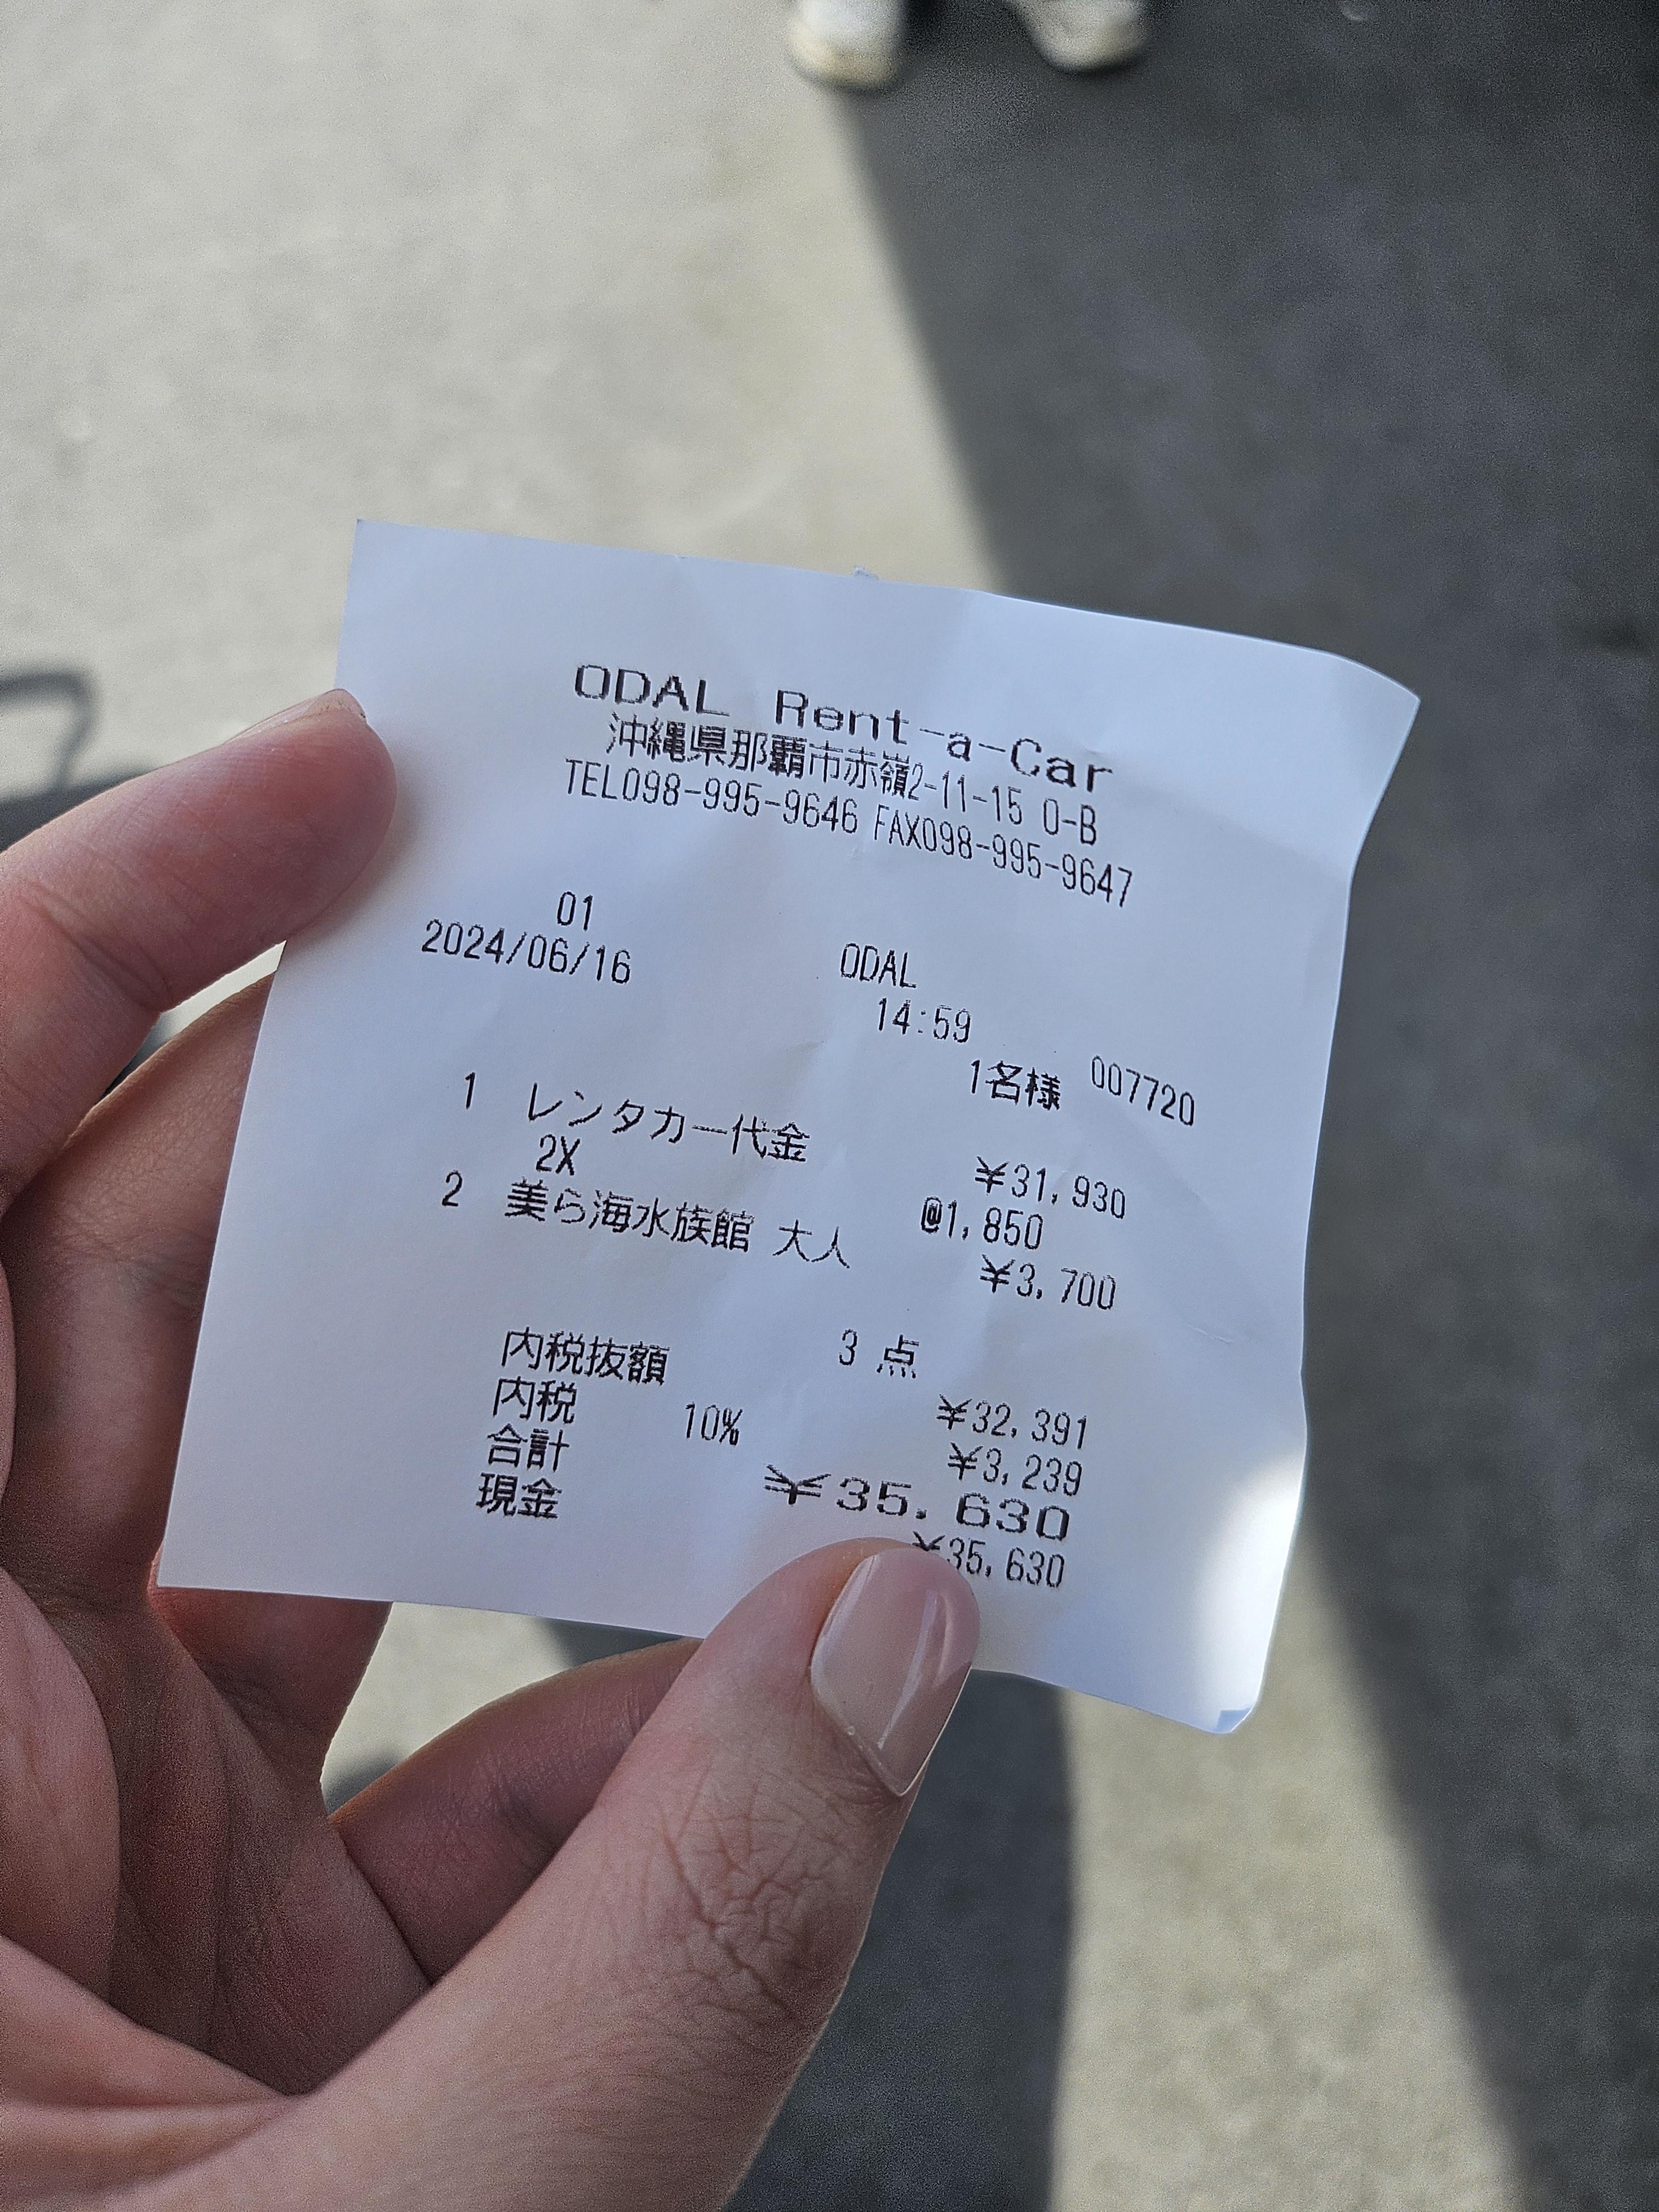 ODAL Rent-a-Car
沖縄県那覇市赤嶺2-11-15 O-B
TEL098-995-9646 FAX098-995-9647
01 ODAL
2024/06/16 14:59 007720
1名様
1 レンタカー代金 ¥31,930
2X @1,850
2 美ら海水族館 大人 ¥3,700
3 点
内税抜額 ¥32,391
内税 10% ¥3,239
合計 ¥35,630
現金 ¥35,630